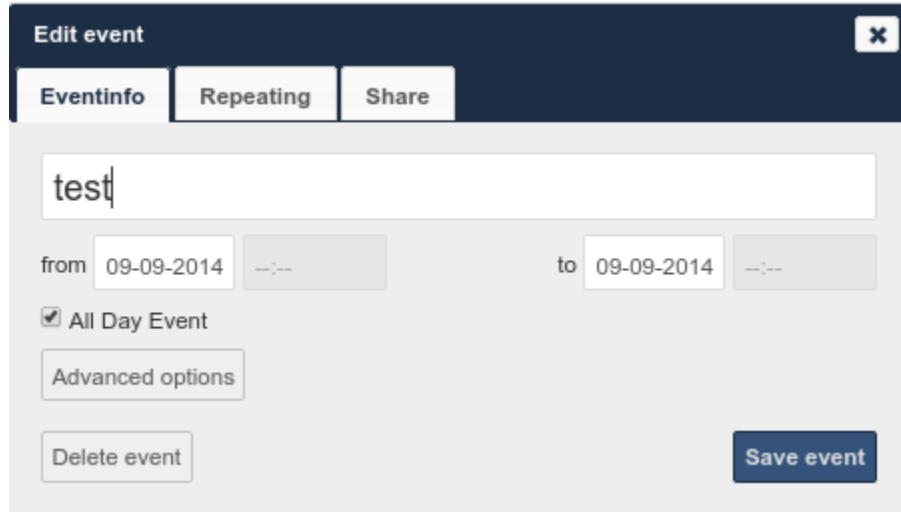 Edit event
Eventinfo Repeating Share
test
from 09-09-2014 --:-- to 09-09-2014 --:--
All Day Event
Advanced options
Delete event Save event